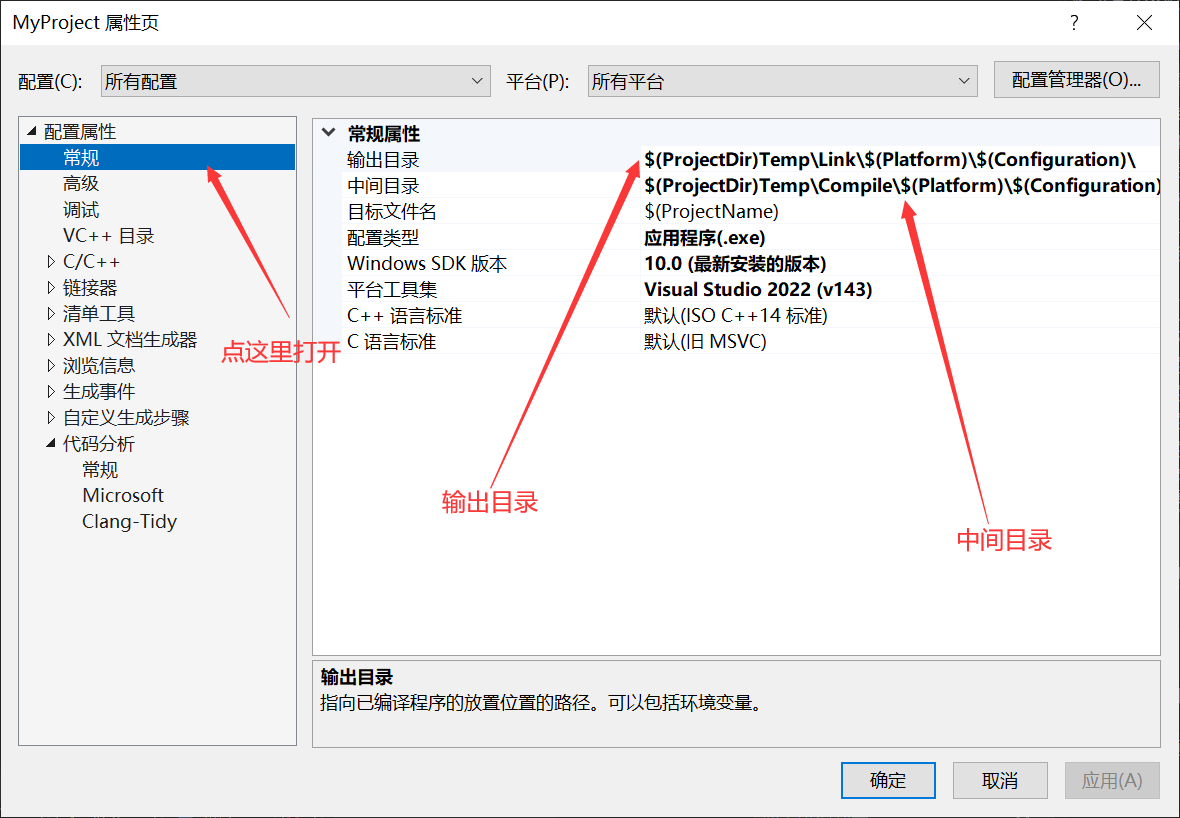 MyProject 属性页
?
配置(C):
所有配置
平台(P):
所有平台
配置管理器(O)...
配置属性
常规
高级
调试
VC++ 目录
C/C++
链接器
清单工具
XML 文档生成器
浏览信息
生成事件
自定义生成步骤
代码分析
常规
Microsoft
Clang-Tidy
点这里打开
常规属性
输出目录 $(ProjectDir)Temp\Link\$(Platform)\$(Configuration)\
中间目录 $(ProjectDir)Temp\Compile\$(Platform)\$(Configuration)
目标文件名 $(ProjectName)
配置类型 应用程序(.exe)
Windows SDK 版本 10.0 (最新安装的版本)
平台工具集 Visual Studio 2022 (v143)
C++ 语言标准 默认(ISO C++14 标准)
C 语言标准 默认(旧 MSVC)
输出目录
中间目录
输出目录
指向已编译程序的放置位置的路径。可以包括环境变量。
确定
取消
应用(A)